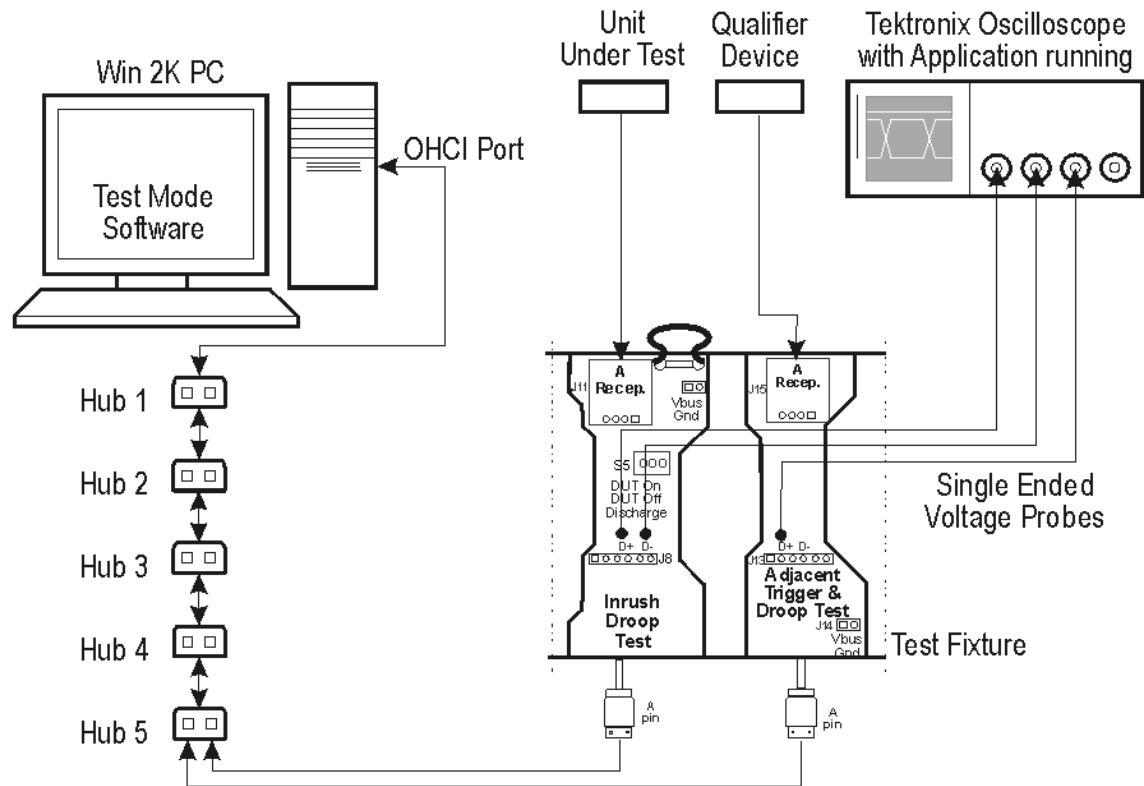 Win 2K PC
OHCI Port
Test Mode
Software
Unit
Under Test
Qualifier
Device
Tektronix Oscilloscope
with Application running
Hub 1
Hub 2
Hub 3
Hub 4
Hub 5
J11
A
Recep.
Vbus
Gnd
S5
DUT On
DUT Off
Discharge
D+ D-
J8
Inrush
Droop
Test
J15
A
Recep.
D+ D-
J13
Adjacent
Trigger &
Droop Test
J14
Vbus
Gnd
Single Ended
Voltage Probes
Test Fixture
A
pin
A
pin